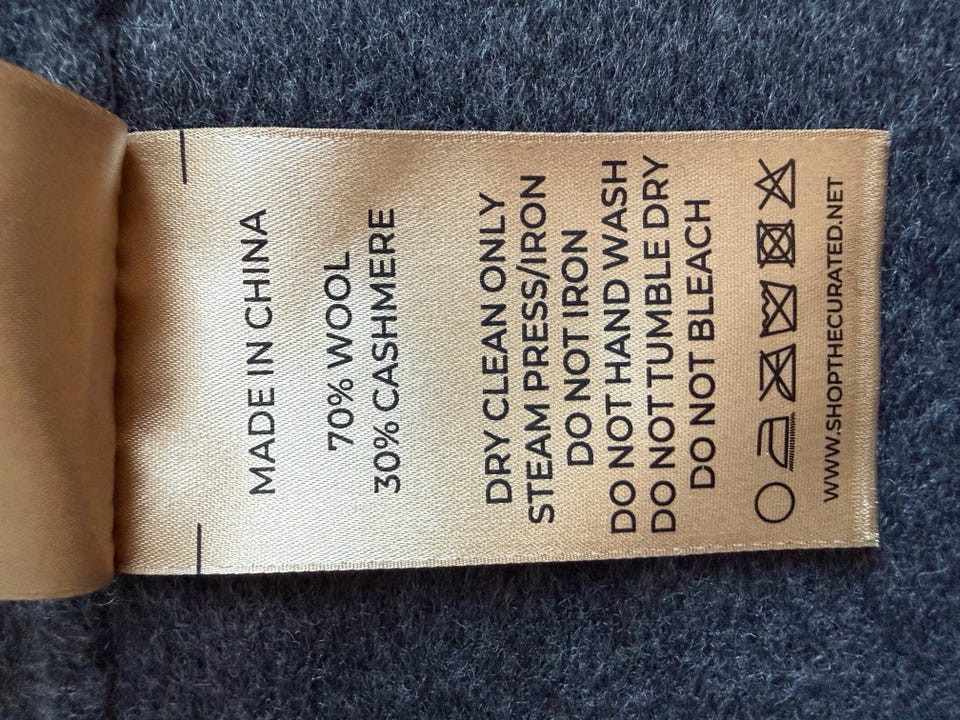 MADE IN CHINA
70% WOOL
30% CASHMERE
DRY CLEAN ONLY
STEAM PRESS/IRON
DO NOT IRON
DO NOT HAND WASH
DO NOT TUMBLE DRY
DO NOT BLEACH
WWW.SHOPTHECURATED.NET